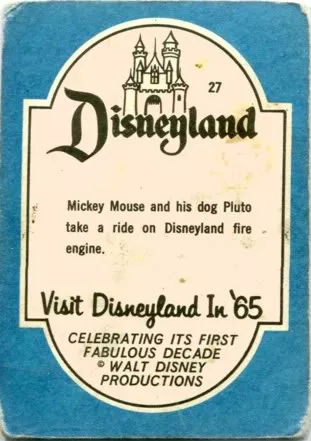 27
Disneyland
Mickey Mouse and his dog Pluto
take a ride on Disneyland fire
engine.
Visit Disneyland In '65
CELEBRATING ITS FIRST
FABULOUS DECADE
© WALT DISNEY
PRODUCTIONS